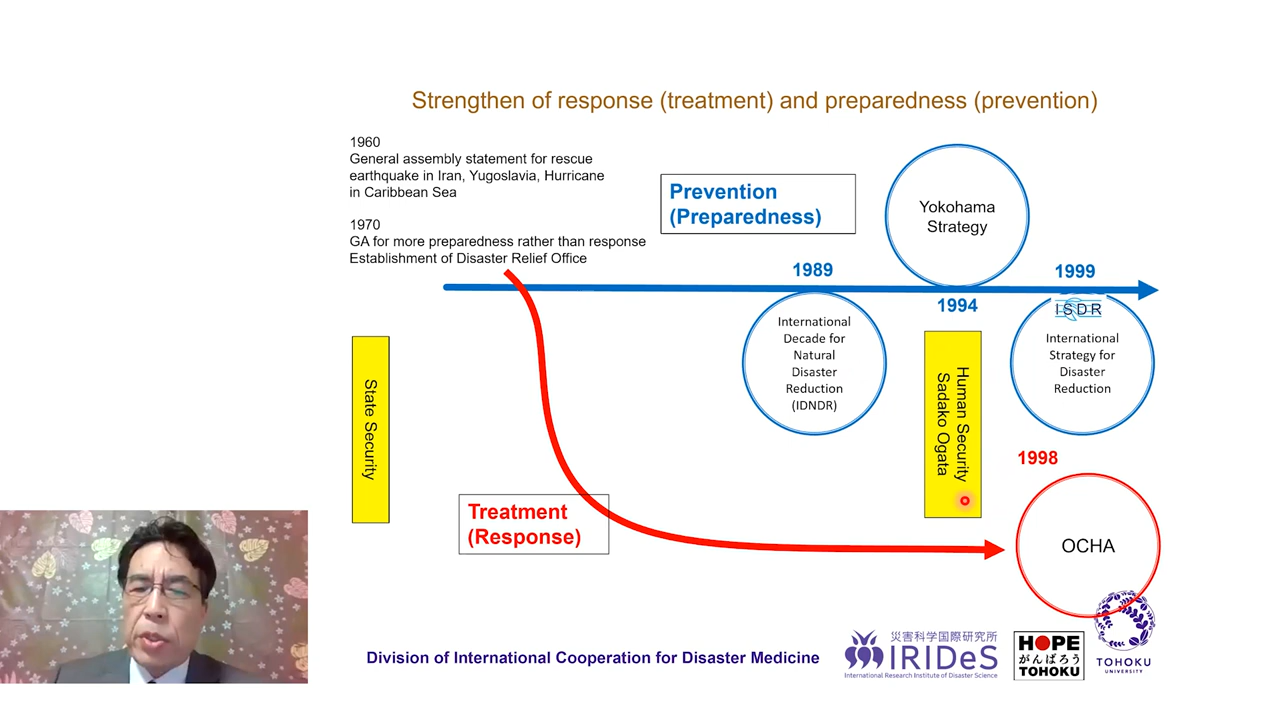 Strengthen of response (treatment) and preparedness (prevention)
1960
General assembly statement for rescue
earthquake in Iran, Yugoslavia, Hurricane
in Caribbean Sea
1970
GA for more preparedness rather than response
Establishment of Disaster Relief Office
Prevention
(Preparedness)
Yokohama
Strategy
1989
1994
1999
International
Decade for
Natural
Disaster
Reduction
(IDNDR)
ISDR
International
Strategy for
Disaster
Reduction
State Security
Human Security
Sadako Ogata
1998
Treatment
(Response)
OCHA
Division of International Cooperation for Disaster Medicine
災害科学国際研究所
IRIDeS
International Research Institute of Disaster Science
HOPE
がんばろう
TOHOKU
TOHOKU
UNIVERSITY